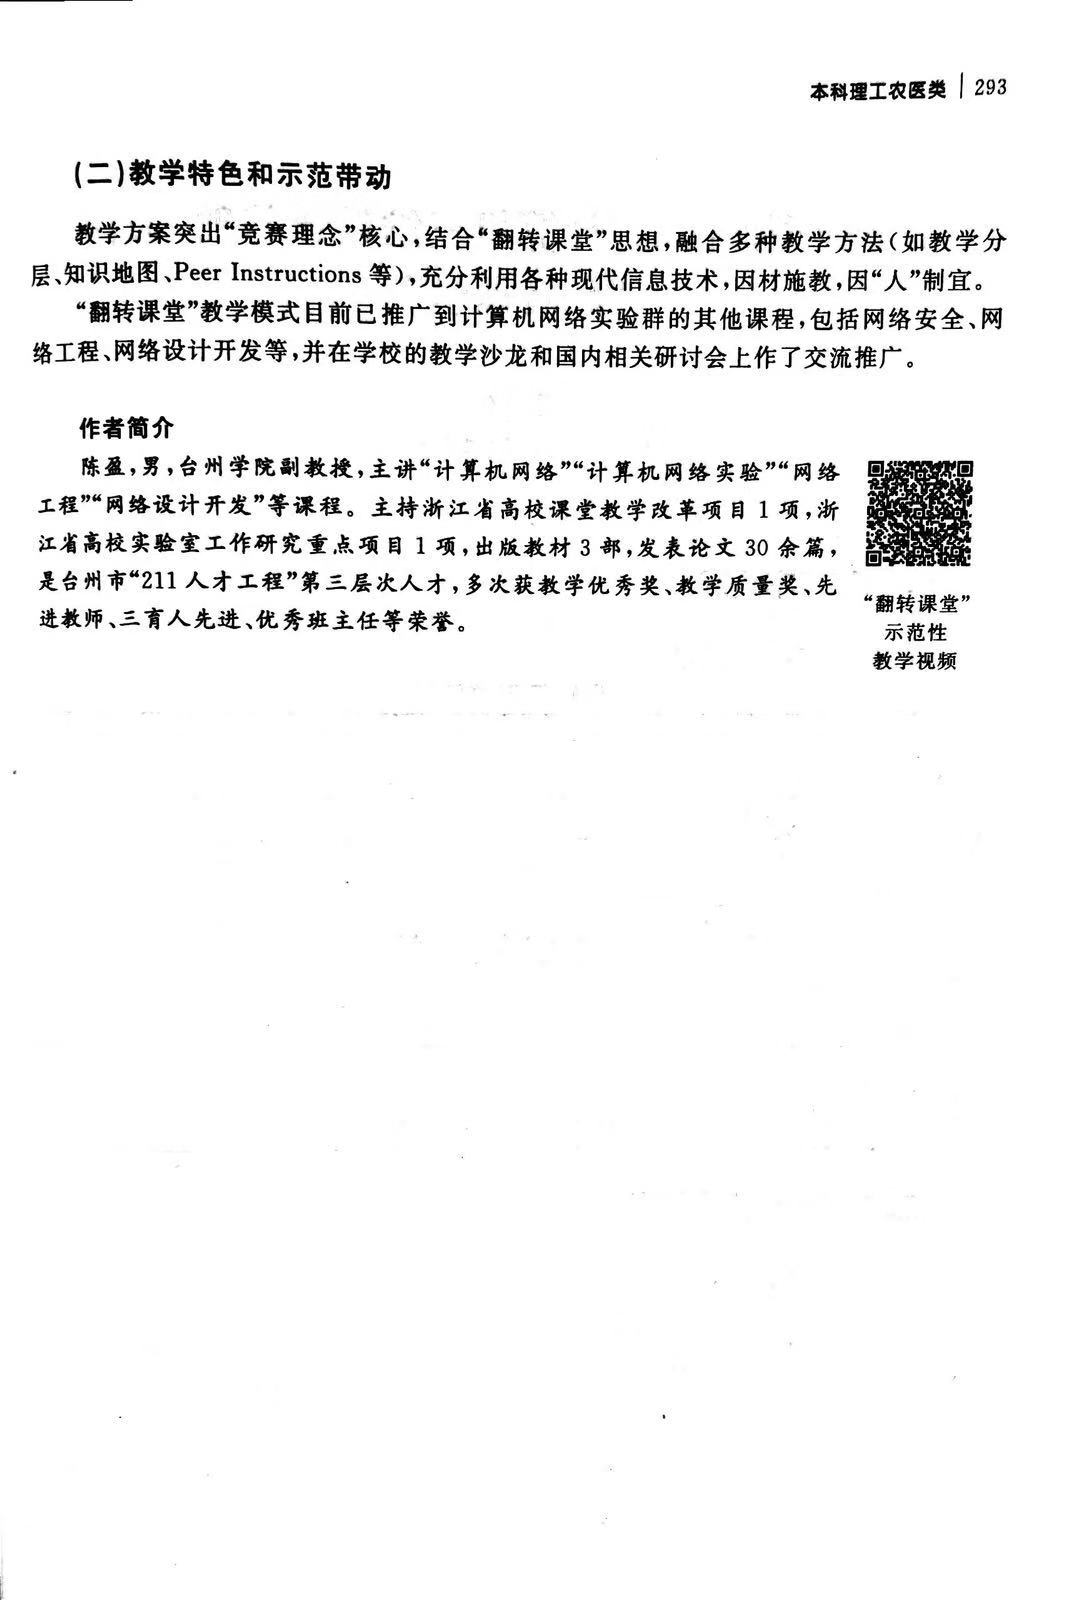 本科理工农医类 293
(二)教学特色和示范带动
教学方案突出“竞赛理念”核心,结合“翻转课堂”思想,融合多种教学方法(如教学分
层、知识地图、Peer Instructions 等),充分利用各种现代信息技术,因材施教,因“人”制宜。
“翻转课堂”教学模式目前已推广到计算机网络实验群的其他课程,包括网络安全、网
络工程、网络设计开发等,并在学校的教学沙龙和国内相关研讨会上作了交流推广。
作者简介
陈盈,男,台州学院副教授,主讲“计算机网络”“计算机网络实验”“网络
工程”“网络设计开发”等课程。主持浙江省高校课堂教学改革项目 1 项,浙
江省高校实验室工作研究重点项目 1 项,出版教材 3 部,发表论文 30 余篇,
是台州市“211 人才工程”第三层次人才,多次获教学优秀奖、教学质量奖、先
进教师、三育人先进、优秀班主任等荣誉。
“翻转课堂”
示范性
教学视频